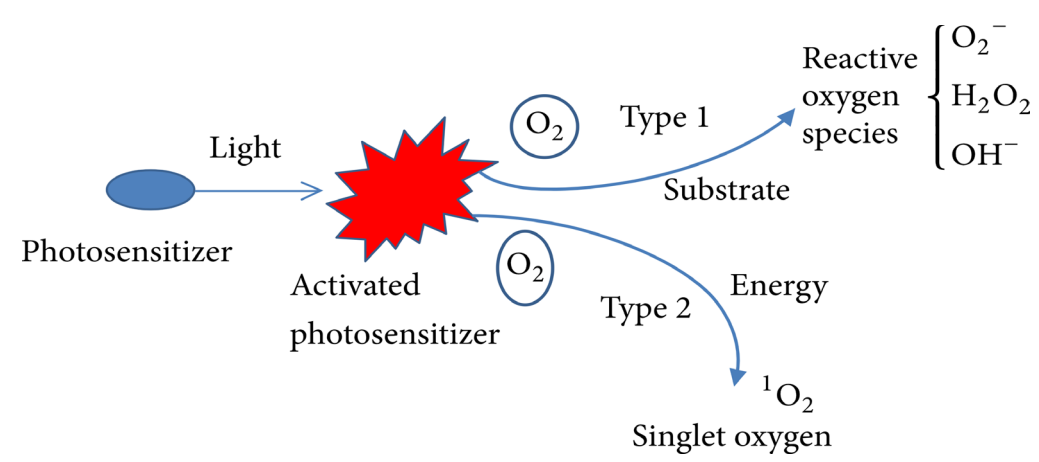 Photosensitizer
Light
Activated
photosensitizer
O₂
Type 1
Substrate
Reactive
oxygen
species
O₂⁻
H₂O₂
OH⁻
O₂
Type 2
Energy
¹O₂
Singlet oxygen